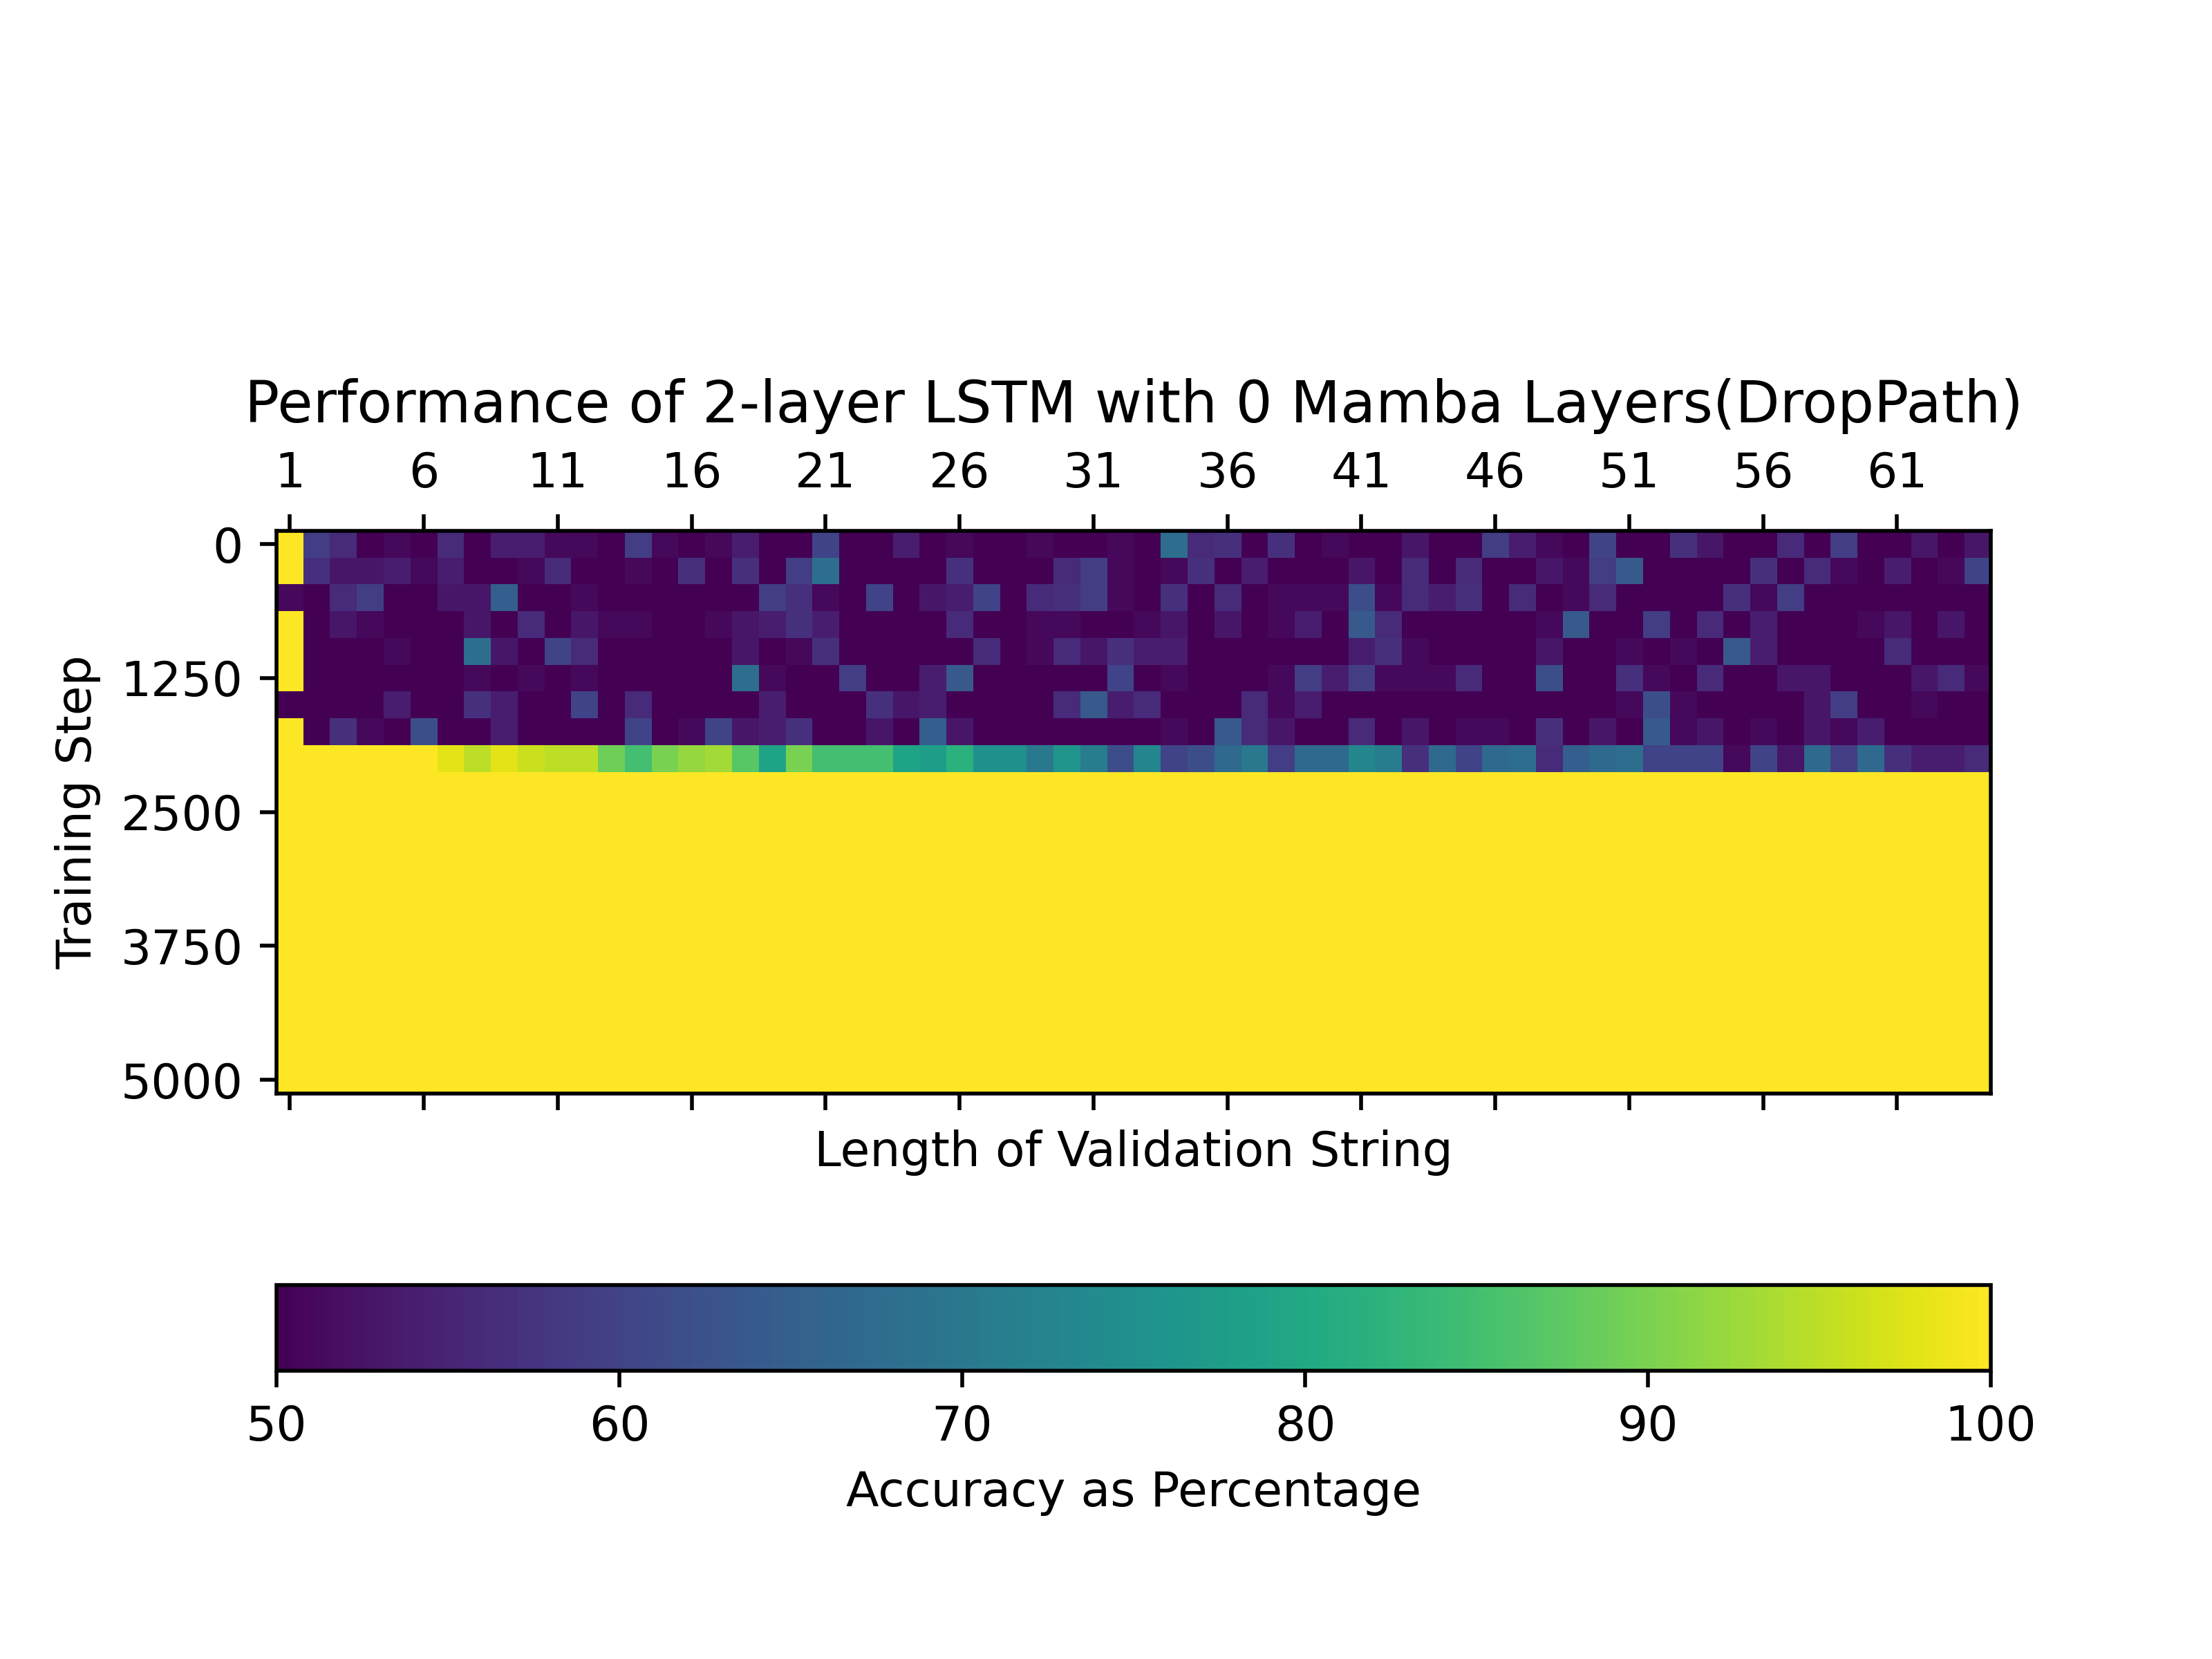 Performance of 2-layer LSTM with 0 Mamba Layers(DropPath)
1 6 11 16 21 26 31 36 41 46 51 56 61
0
1250
2500
3750
5000
Training Step
Length of Validation String
50 60 70 80 90 100
Accuracy as Percentage